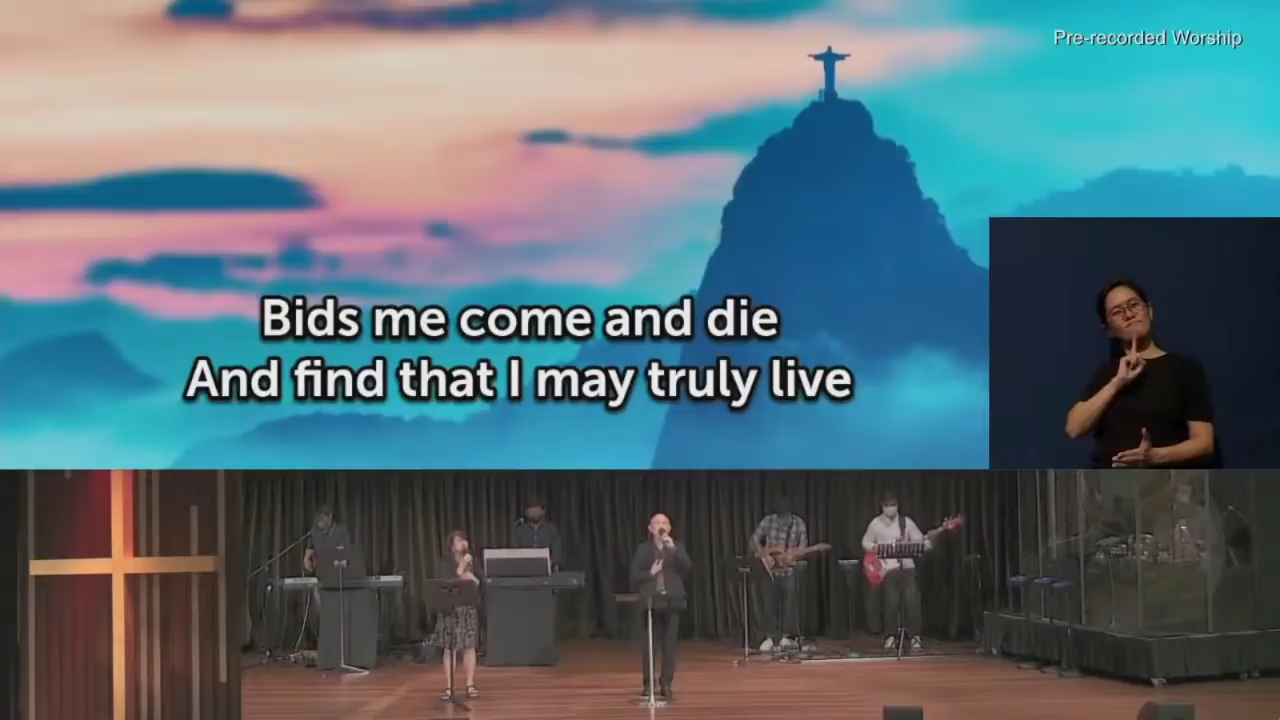 Pre-recorded Worship
Bids me come and die
And find that I may truly live